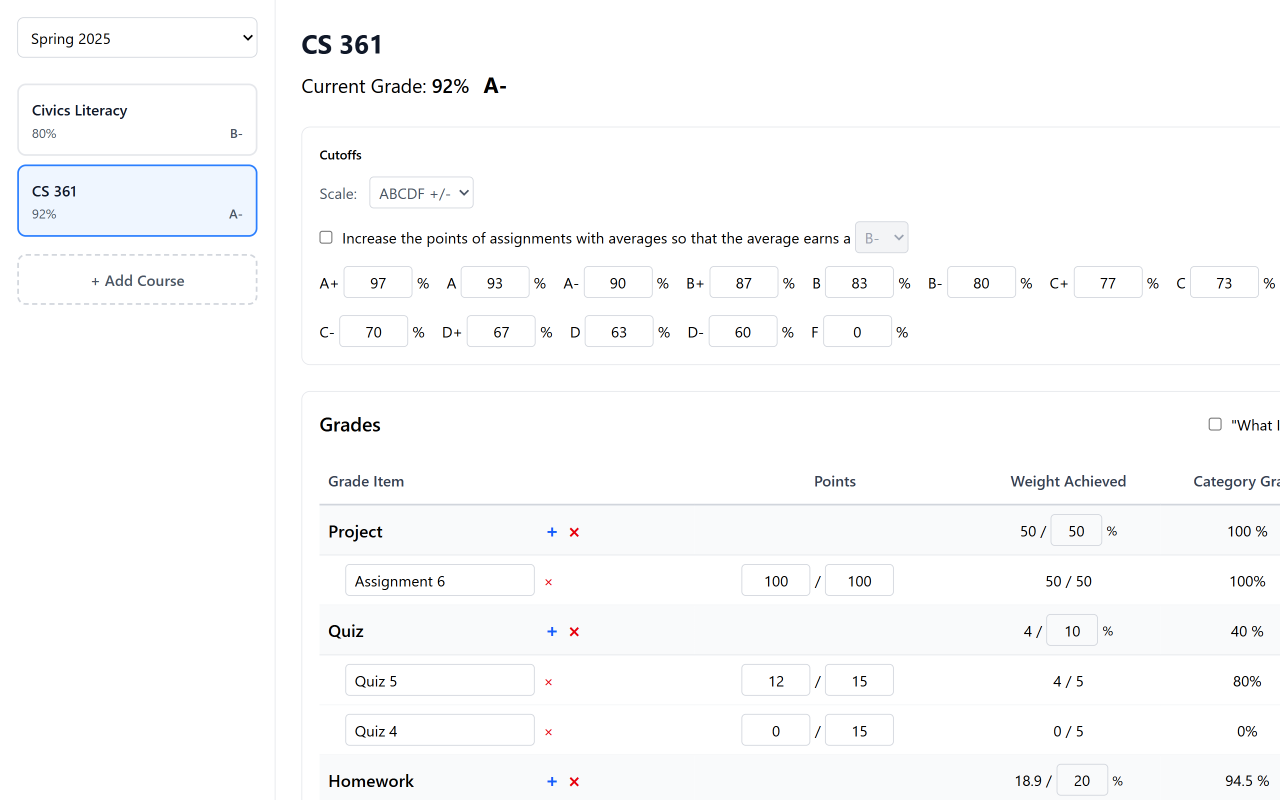 Spring 2025
Civics Literacy
80% B-
CS 361
92% A-
+ Add Course
CS 361
Current Grade: 92% A-
Cutoffs
Scale: ABCDF +/-
Increase the points of assignments with averages so that the average earns a B-
A+ 97 % A 93 % A- 90 % B+ 87 % B 83 % B- 80 % C+ 77 % C 73 %
C- 70 % D+ 67 % D 63 % D- 60 % F 0 %
Grades
"What I
Grade Item Points Weight Achieved Category Gra
Project + × 50 / 50 % 100 %
Assignment 6 × 100 / 100 50 / 50 100%
Quiz + × 4 / 10 % 40 %
Quiz 5 × 12 / 15 4 / 5 80%
Quiz 4 × 0 / 15 0 / 5 0%
Homework + × 18.9 / 20 % 94.5 %